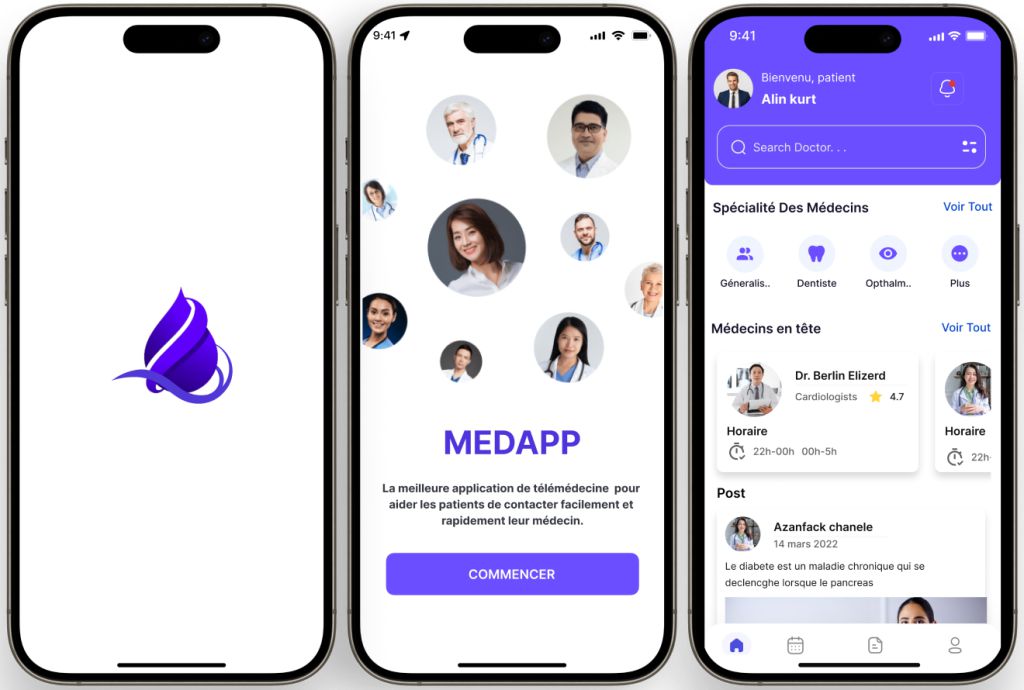 9:41
MEDAPP
La meilleure application de télémédecine pour
aider les patients de contacter facilement et
rapidement leur médecin.
COMMENCER
9:41
Bienvenu, patient
Alin kurt
Search Doctor. . .
Spécialité Des Médecins
Voir Tout
Géneralis..
Dentiste
Opthalm..
Plus
Médecins en tête
Voir Tout
Dr. Berlin Elizerd
Cardiologists
4.7
Horaire
22h-00h 00h-5h
Horaire
22h-
Post
Azanfack chanele
14 mars 2022
Le diabete est un maladie chronique qui se
declencghe lorsque le pancreas